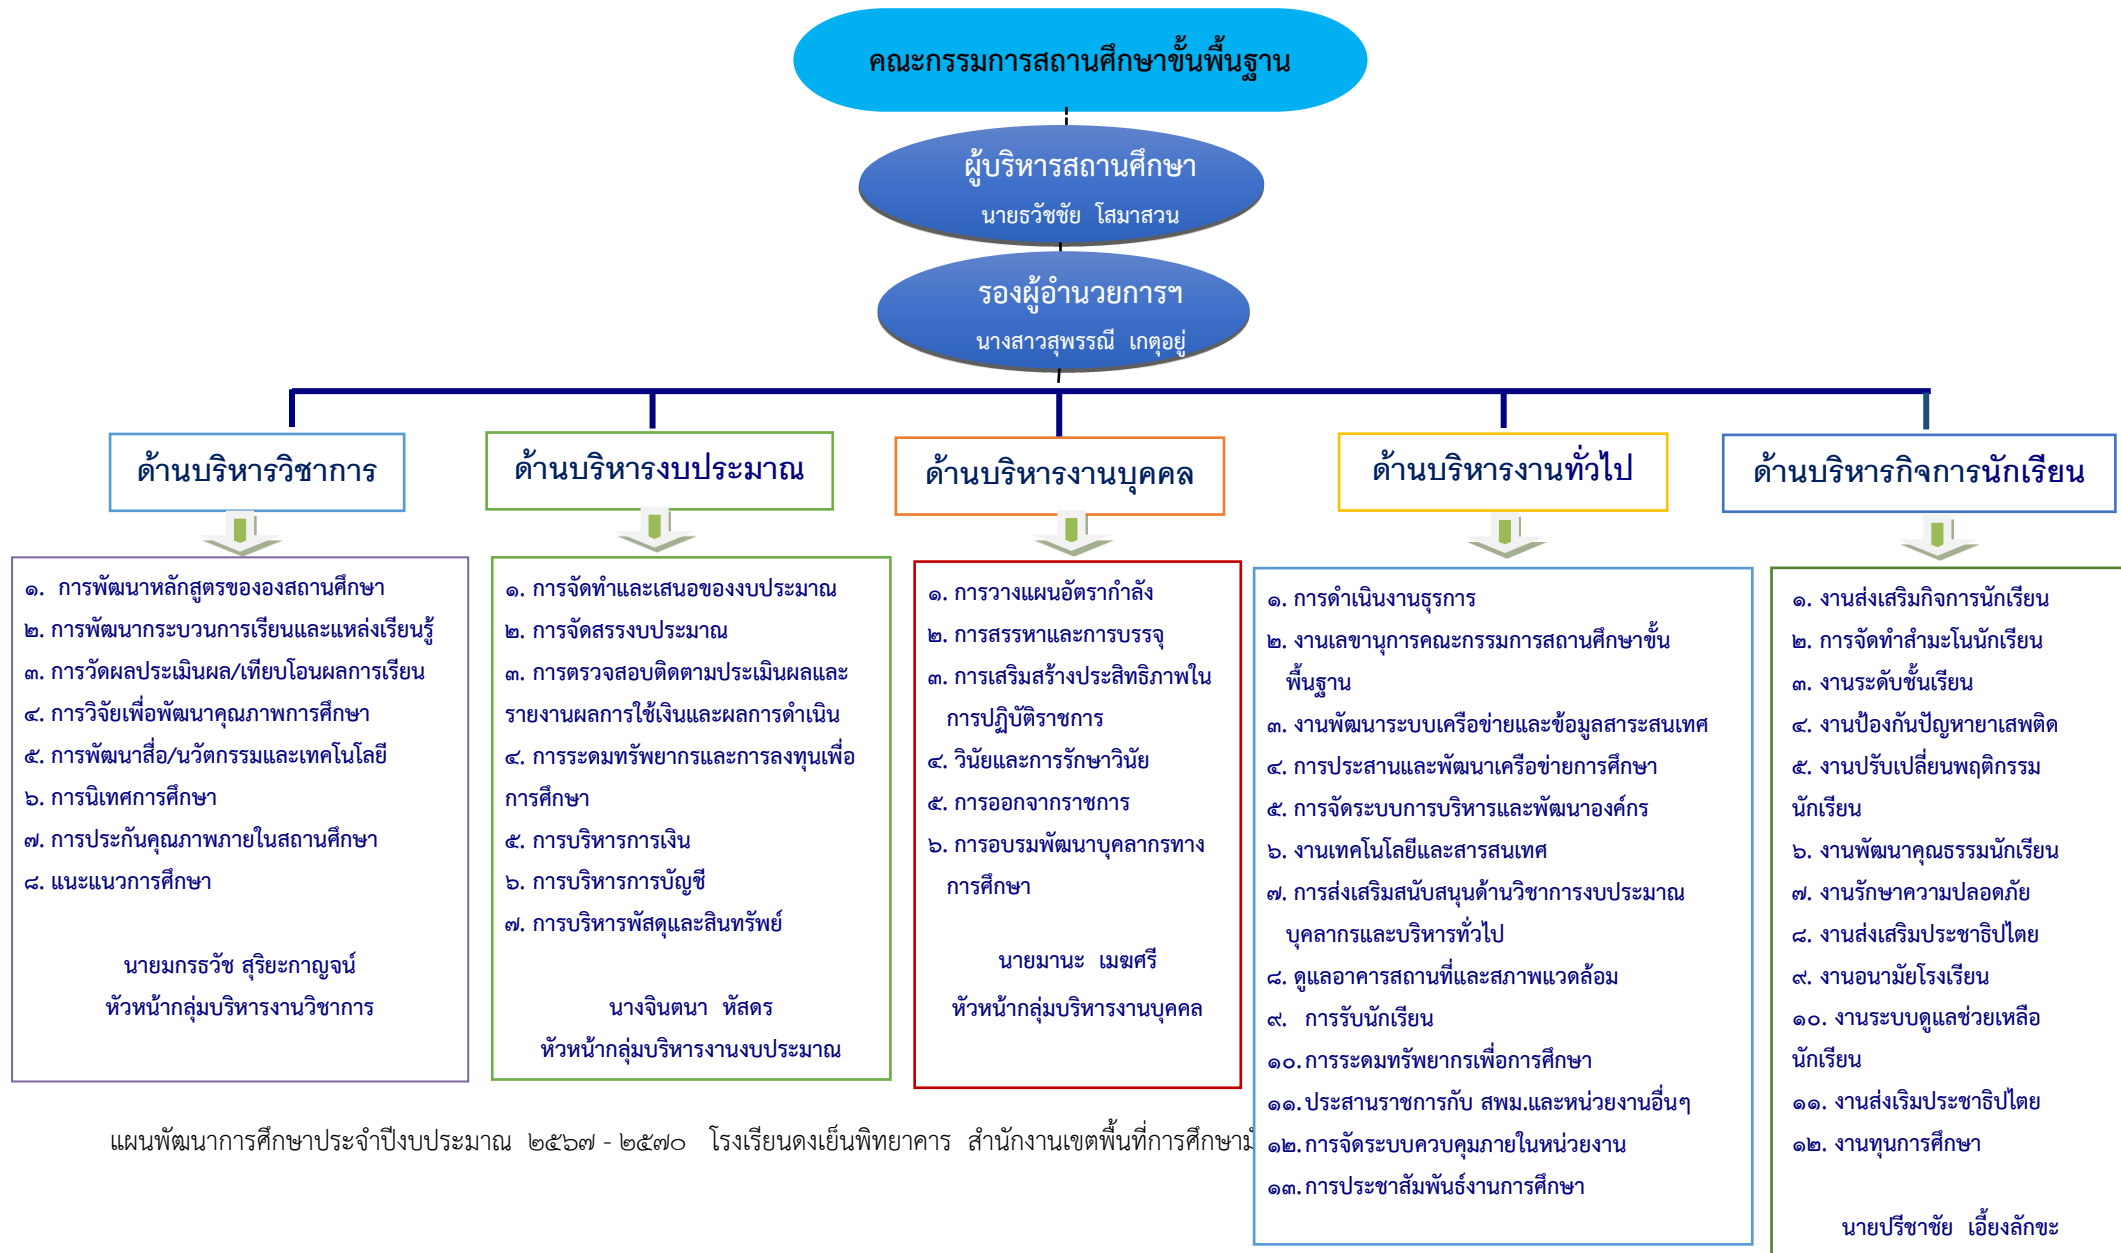 คณะกรรมการสถานศึกษาขั้นพื้นฐาน
ผู้บริหารสถานศึกษา
นายธวัชชัย โสมาสวน
รองผู้อำนวยการฯ
นางสาวสุพรรณี เกตุอยู่
ด้านบริหารวิชาการ
๑. การพัฒนาหลักสูตรขององสถานศึกษา
๒. การพัฒนากระบวนการเรียนและแหล่งเรียนรู้
๓. การวัดผลประเมินผล/เทียบโอนผลการเรียน
๔. การวิจัยเพื่อพัฒนาคุณภาพการศึกษา
๕. การพัฒนาสื่อ/นวัตกรรมและเทคโนโลยี
๖. การนิเทศการศึกษา
๗. การประกันคุณภาพภายในสถานศึกษา
๘. แนะแนวการศึกษา
นายมกรธวัช สุริยะกาญจน์
หัวหน้ากลุ่มบริหารงานวิชาการ
ด้านบริหารงบประมาณ
๑. การจัดทำและเสนอของบประมาณ
๒. การจัดสรรงบประมาณ
๓. การตรวจสอบติดตามประเมินผลและ
รายงานผลการใช้เงินและผลการดำเนิน
๔. การระดมทรัพยากรและการลงทุนเพื่อ
การศึกษา
๕. การบริหารการเงิน
๖. การบริหารการบัญชี
๗. การบริหารพัสดุและสินทรัพย์
นางจินตนา หัสดร
หัวหน้ากลุ่มบริหารงานงบประมาณ
ด้านบริหารงานบุคคล
๑. การวางแผนอัตรากำลัง
๒. การสรรหาและการบรรจุ
๓. การเสริมสร้างประสิทธิภาพใน
การปฏิบัติราชการ
๔. วินัยและการรักษาวินัย
๕. การออกจากราชการ
๖. การอบรมพัฒนาบุคลากรทาง
การศึกษา
นายมานะ เมฆศรี
หัวหน้ากลุ่มบริหารงานบุคคล
ด้านบริหารงานทั่วไป
๑. การดำเนินงานธุรการ
๒. งานเลขานุการคณะกรรมการสถานศึกษาขั้น
พื้นฐาน
๓. งานพัฒนาระบบเครือข่ายและข้อมูลสาระสนเทศ
๔. การประสานและพัฒนาเครือข่ายการศึกษา
๕. การจัดระบบการบริหารและพัฒนาองค์กร
๖. งานเทคโนโลยีและสารสนเทศ
๗. การส่งเสริมสนับสนุนด้านวิชาการงบประมาณ
บุคลากรและบริหารทั่วไป
๘. ดูแลอาคารสถานที่และสภาพแวดล้อม
๙. การรับนักเรียน
๑๐. การระดมทรัพยากรเพื่อการศึกษา
๑๑. ประสานราชการกับ สพม.และหน่วยงานอื่นๆ
๑๒. การจัดระบบควบคุมภายในหน่วยงาน
๑๓. การประชาสัมพันธ์งานการศึกษา
ด้านบริหารกิจการนักเรียน
๑. งานส่งเสริมกิจการนักเรียน
๒. การจัดทำสำมะโนนักเรียน
๓. งานระดับชั้นเรียน
๔. งานป้องกันปัญหายาเสพติด
๕. งานปรับเปลี่ยนพฤติกรรม
นักเรียน
๖. งานพัฒนาคุณธรรมนักเรียน
๗. งานรักษาความปลอดภัย
๘. งานส่งเสริมประชาธิปไตย
๙. งานอนามัยโรงเรียน
๑๐. งานระบบดูแลช่วยเหลือ
นักเรียน
๑๑. งานส่งเริมประชาธิปไตย
๑๒. งานทุนการศึกษา
นายปรีชาชัย เอี้ยงลักขะ
แผนพัฒนาการศึกษาประจำปีงบประมาณ ๒๕๖๗ - ๒๕๗๐ โรงเรียนดงเย็นพิทยาคาร สำนักงานเขตพื้นที่การศึกษา